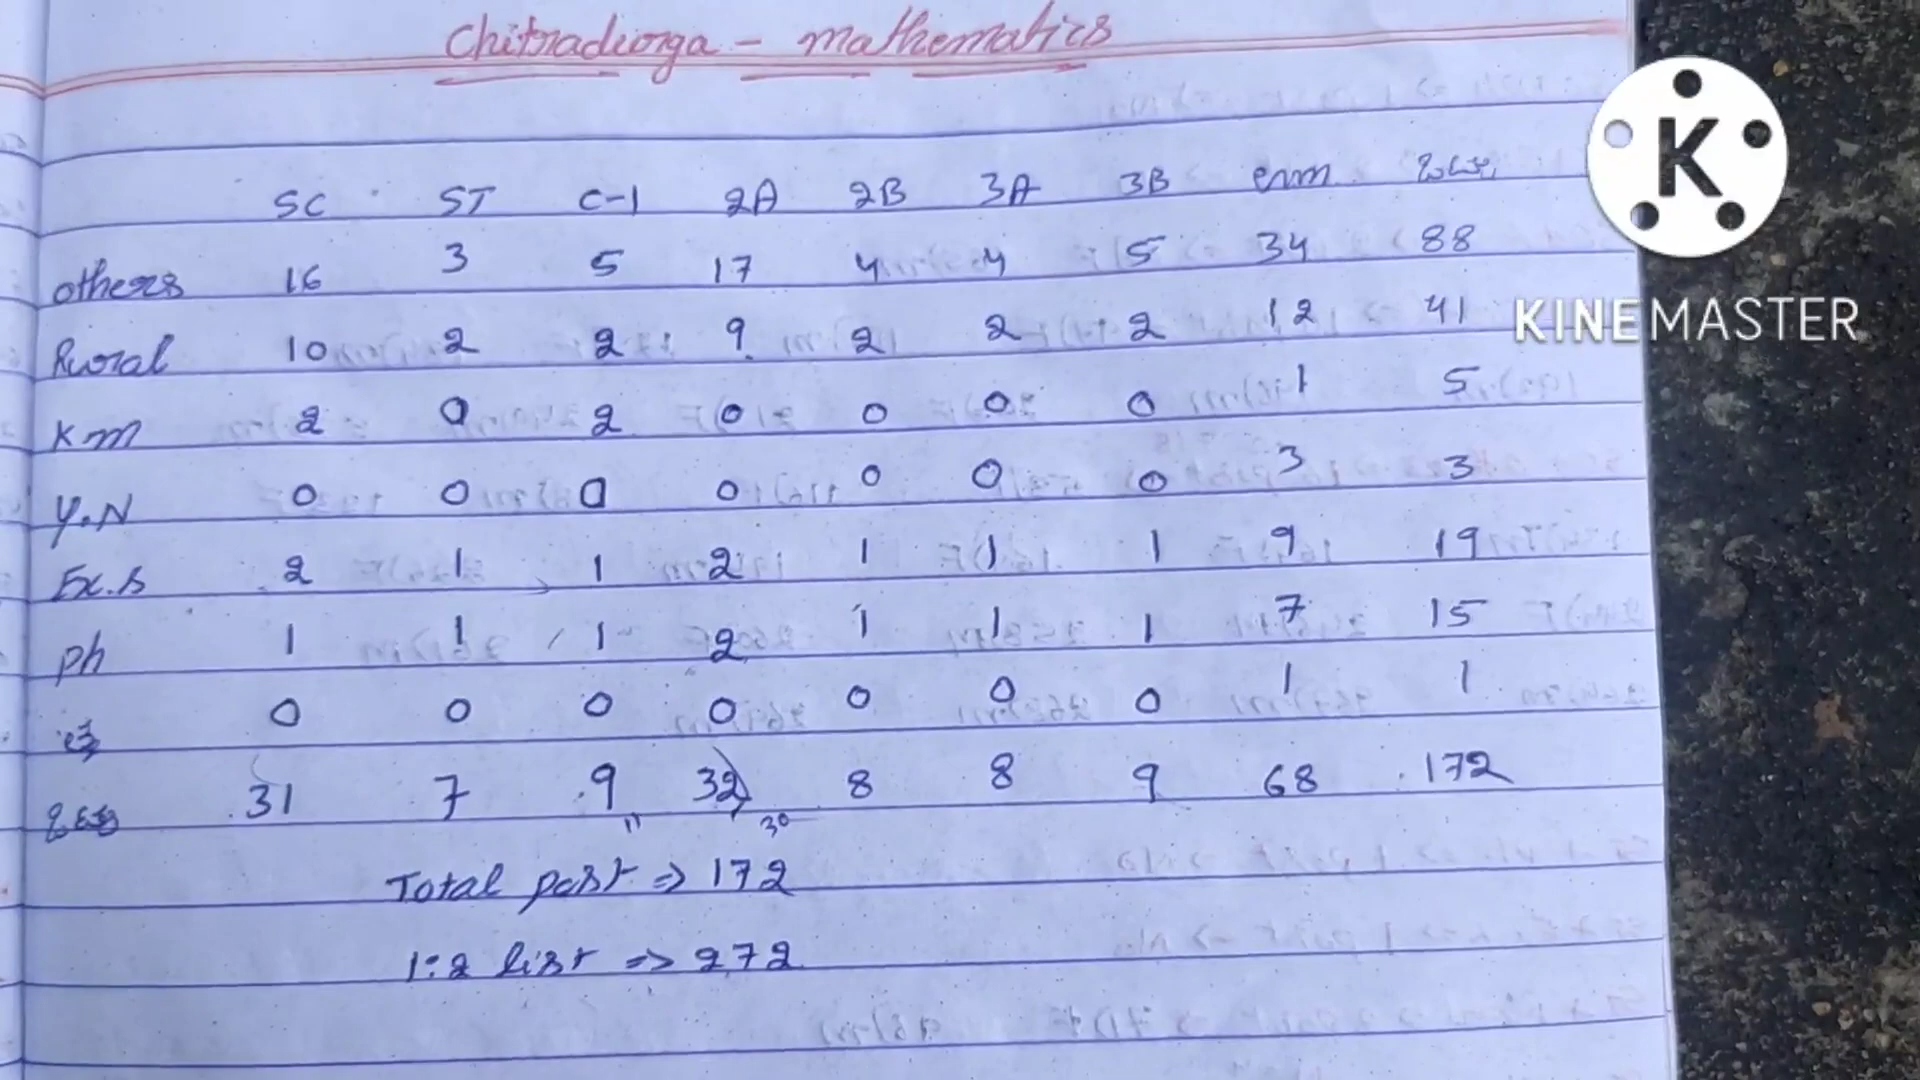 Chitradurga - mathematics
SC ST C-1 2A 2B 3A 3B GM ಒಟ್ಟು
others 16 3 5 17 4 4 5 34 88
Rural 10 2 2 9 2 2 2 12 41
KM 2 0 2 0 0 0 0 1 5
Y.N 0 0 0 0 0 0 0 3 3
Ex.s 2 1 1 2 1 1 1 9 19
ph 1 1 1 2 1 1 1 7 15
0 0 0 0 0 0 0 1 1
ಒಟ್ಟು 31 7 9 32 8 8 9 68 172
11 30
Total post => 172
1:2 list => 272
K
KINEMASTER